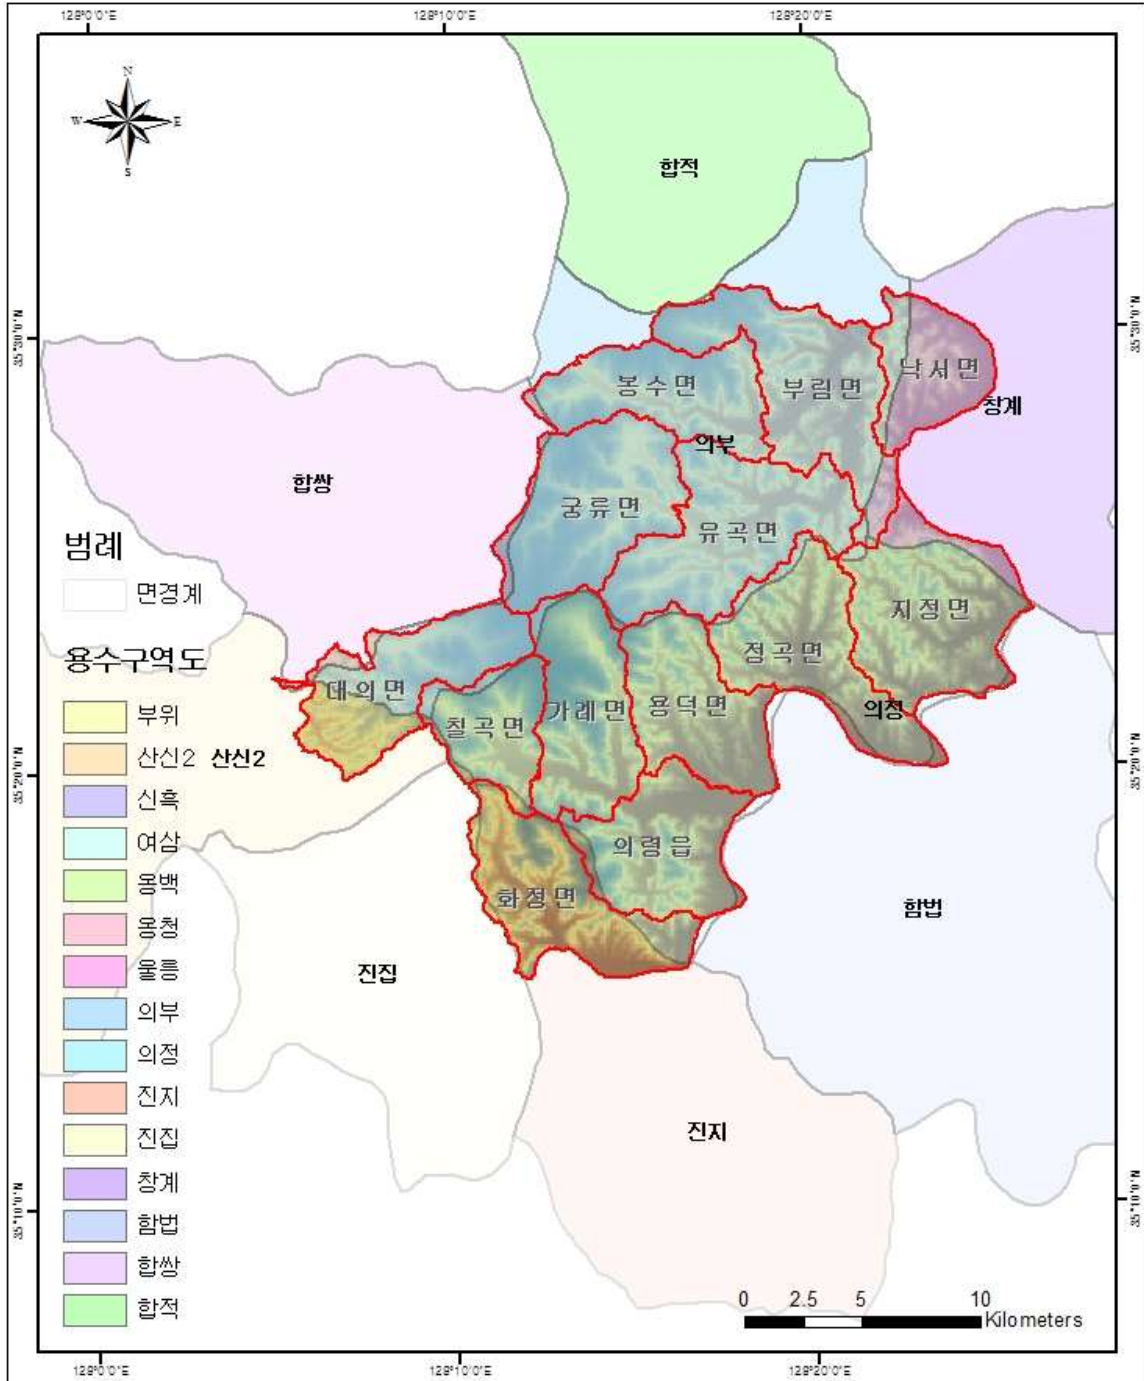 128°0'0"E 128°10'0"E 128°20'0"E
N
W E
S
합적
35°30'0"N 35°30'0"N
낙서면
봉수면 부림면
창계
의부
합쌍
궁류면
유곡면
범례
면경계
지정면
정곡면
용수구역도
대의면
가례면 용덕면 의정
칠곡면
부위
산신2 산신2
35°20'0"N 35°20'0"N
신흑
여삼
의령읍
옹백
화정면
함법
옹청
진집
울릉
의부
의정
진지
진지
진집
창계
35°10'0"N 35°10'0"N
함법
합쌍
0 2.5 5 10
합적
Kilometers
128°0'0"E 128°10'0"E 128°20'0"E